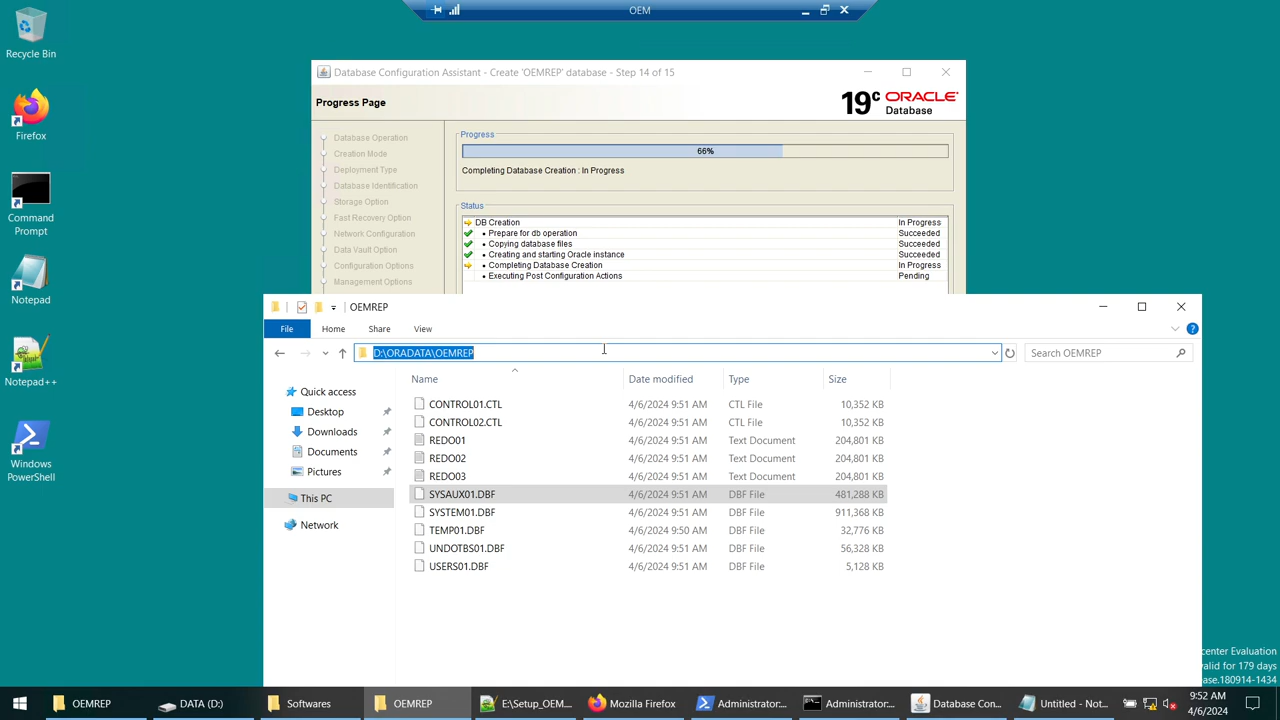 OEM
Recycle Bin
Firefox
Command
Prompt
Notepad
Notepad++
Windows
PowerShell
Database Configuration Assistant - Create 'OEMREP' database - Step 14 of 15
Progress Page
19c ORACLE
Database
Database Operation
Creation Mode
Deployment Type
Database Identification
Storage Option
Fast Recovery Option
Network Configuration
Data Vault Option
Configuration Options
Management Options
Progress
66%
Completing Database Creation : In Progress
Status
DB Creation In Progress
• Prepare for db operation Succeeded
• Copying database files Succeeded
• Creating and starting Oracle instance Succeeded
• Completing Database Creation In Progress
• Executing Post Configuration Actions Pending
OEMREP
File Home Share View
D:\ORADATA\OEMREP
Search OEMREP
Quick access
Desktop
Downloads
Documents
Pictures
This PC
Network
Name Date modified Type Size
CONTROL01.CTL 4/6/2024 9:51 AM CTL File 10,352 KB
CONTROL02.CTL 4/6/2024 9:51 AM CTL File 10,352 KB
REDO01 4/6/2024 9:51 AM Text Document 204,801 KB
REDO02 4/6/2024 9:51 AM Text Document 204,801 KB
REDO03 4/6/2024 9:51 AM Text Document 204,801 KB
SYSAUX01.DBF 4/6/2024 9:51 AM DBF File 481,288 KB
SYSTEM01.DBF 4/6/2024 9:51 AM DBF File 911,368 KB
TEMP01.DBF 4/6/2024 9:50 AM DBF File 32,776 KB
UNDOTBS01.DBF 4/6/2024 9:51 AM DBF File 56,328 KB
USERS01.DBF 4/6/2024 9:51 AM DBF File 5,128 KB
center Evaluation
valid for 179 days
ase.180914-1434
OEMREP
DATA (D:)
Softwares
OEMREP
E:\Setup_OEM...
Mozilla Firefox
Administrator:...
Administrator:...
Database Con...
Untitled - Not...
9:52 AM
4/6/2024